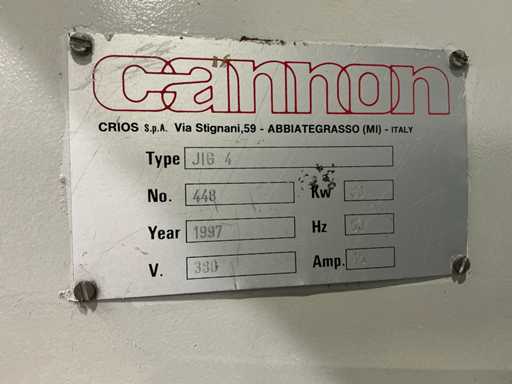 cannon
CRIOS S.p.A. Via Stignani,59 - ABBIATEGRASSO (MI) - ITALY
Type JIG 4
No. 448 Kw
Year 1997 Hz 50
V. 380 Amp.